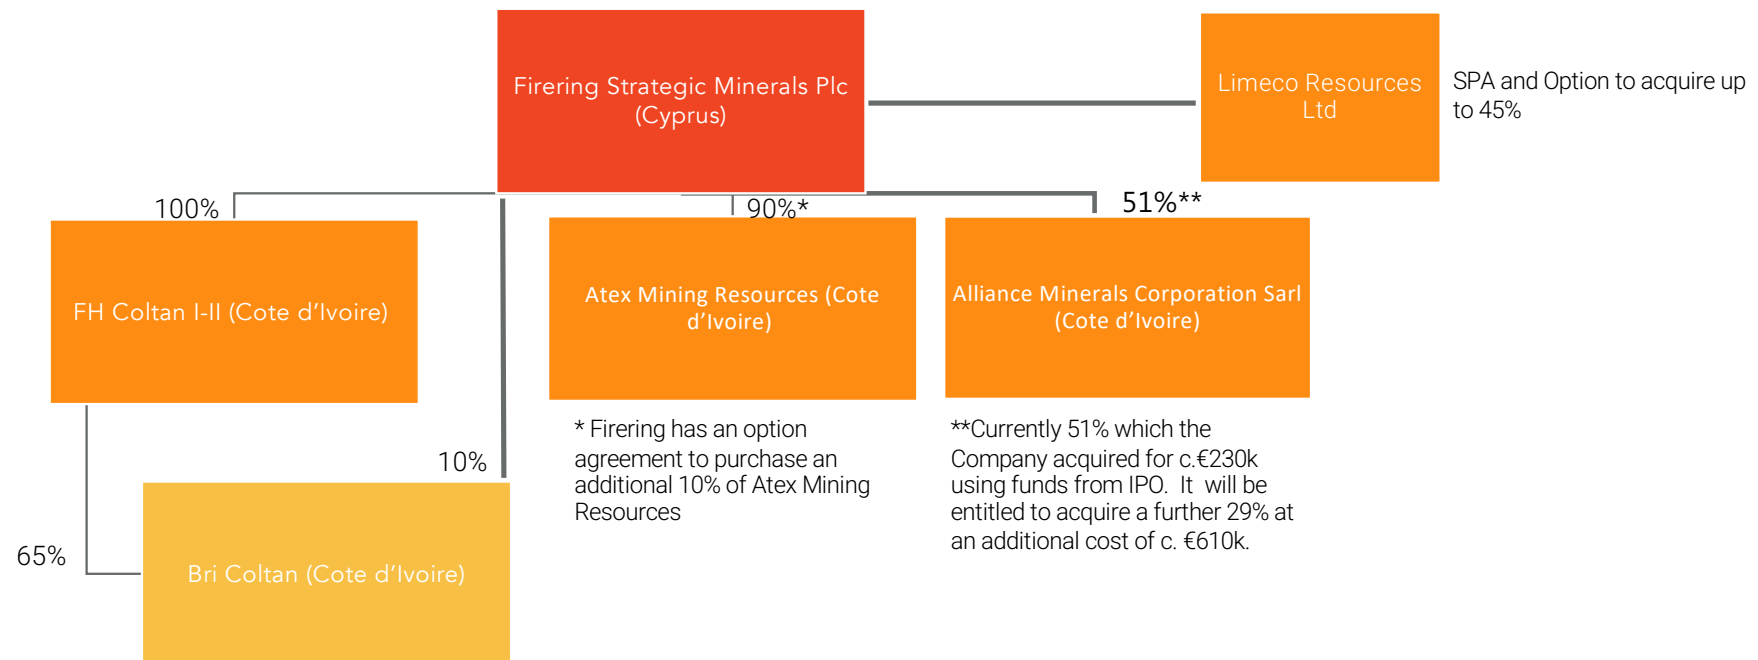 Firering Strategic Minerals Plc
(Cyprus)
Limeco Resources
Ltd
SPA and Option to acquire up
to 45%
100%
90%*
51%**
FH Coltan I-II (Cote d’Ivoire)
Atex Mining Resources (Cote
d’Ivoire)
Alliance Minerals Corporation Sarl
(Cote d’Ivoire)
* Firering has an option
agreement to purchase an
additional 10% of Atex Mining
Resources
**Currently 51% which the
Company acquired for c.€230k
using funds from IPO. It will be
entitled to acquire a further 29% at
an additional cost of c. €610k.
10%
65%
Bri Coltan (Cote d’Ivoire)